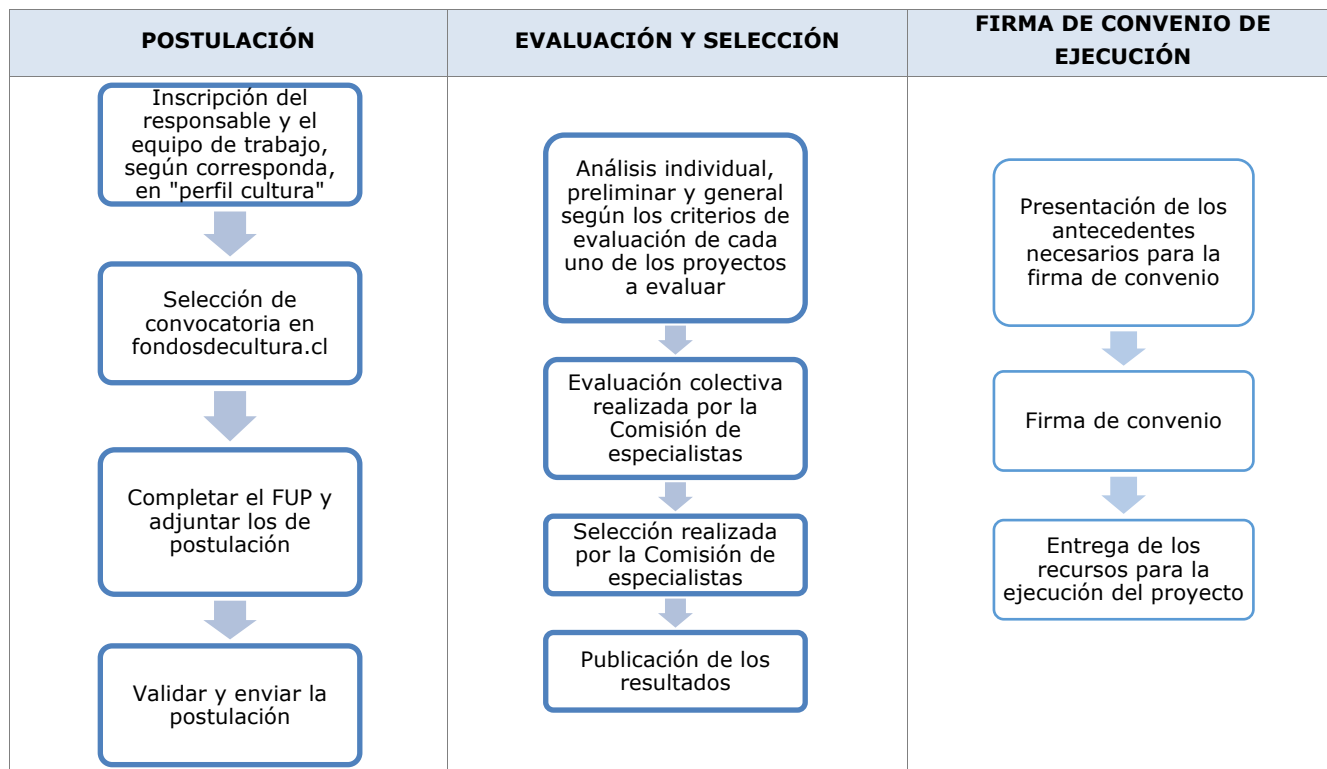 POSTULACIÓN
Inscripción del
responsable y el
equipo de trabajo,
según corresponda,
en "perfil cultura"
Selección de
convocatoria en
fondosdecultura.cl
Completar el FUP y
adjuntar los de
postulación
Validar y enviar la
postulación
EVALUACIÓN Y SELECCIÓN
Análisis individual,
preliminar y general
según los criterios de
evaluación de cada
uno de los proyectos
a evaluar
Evaluación colectiva
realizada por la
Comisión de
especialistas
Selección realizada
por la Comisión de
especialistas
Publicación de los
resultados
FIRMA DE CONVENIO DE
EJECUCIÓN
Presentación de los
antecedentes
necesarios para la
firma de convenio
Firma de convenio
Entrega de los
recursos para la
ejecución del proyecto